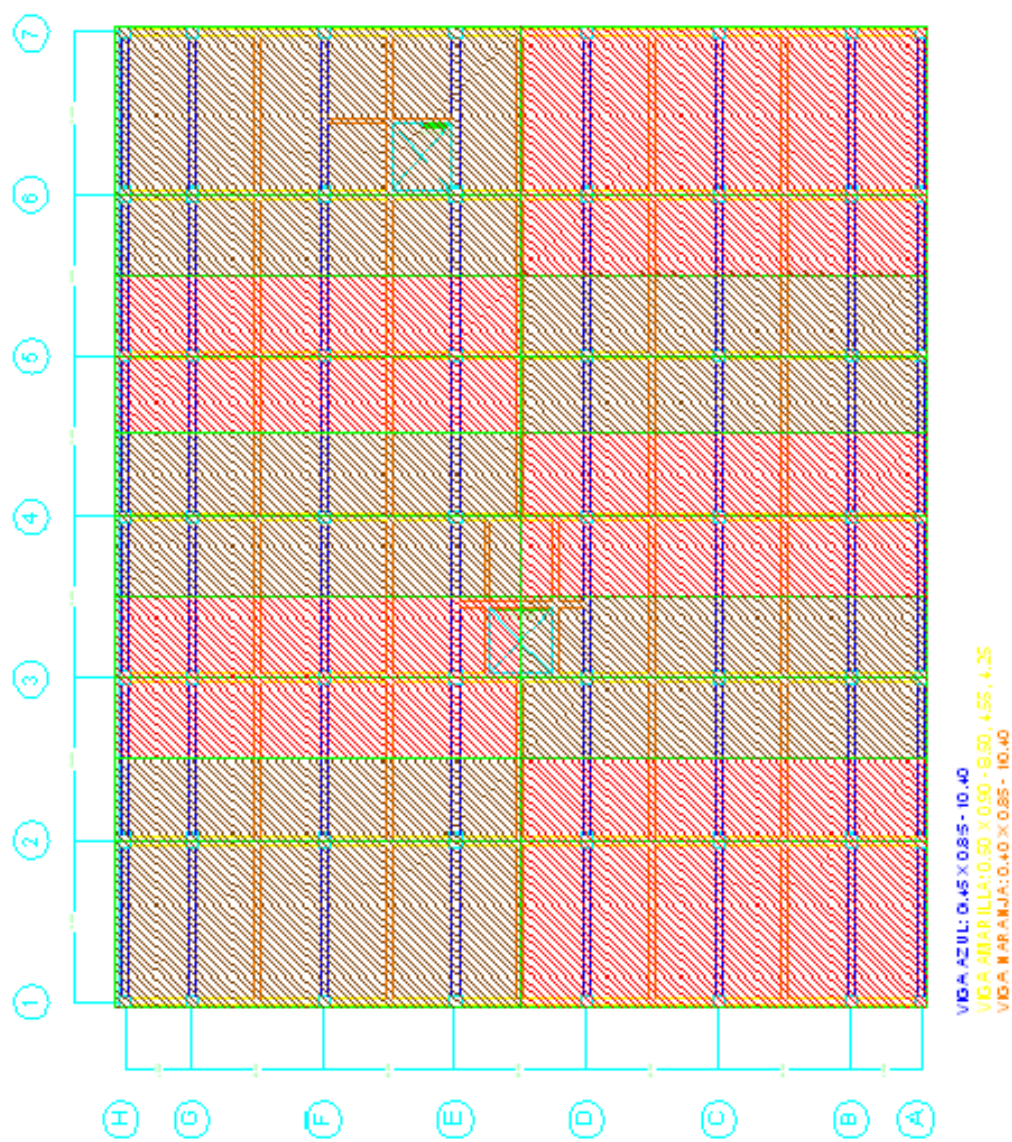 7
6
5
4
3
2
1
H
G
F
E
D
C
B
A
VIGA AZUL: 0.45 X 0.85 - 10.40
VIGA AMARILLA: 0.50 X 0.90 - 8.50, 4.55, 4.25
VIGA NARANJA: 0.40 X 0.85 - 10.40